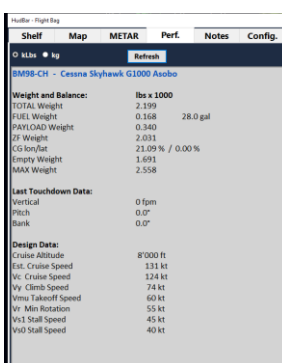 HudBar - Flight Bag
Shelf Map METAR Perf. Notes Config.
kLbs kg Refresh
BM98-CH - Cessna Skyhawk G1000 Asobo
Weight and Balance: lbs x 1000
TOTAL Weight 2.199
FUEL Weight 0.168 28.0 gal
PAYLOAD Weight 0.340
ZF Weight 2.031
CG lon/lat 21.09 % / 0.00 %
Empty Weight 1.691
MAX Weight 2.558
Last Touchdown Data:
Vertical 0 fpm
Pitch 0.0°
Bank 0.0°
Design Data:
Cruise Altitude 8'000 ft
Est. Cruise Speed 131 kt
Vc Cruise Speed 124 kt
Vy Climb Speed 74 kt
Vmu Takeoff Speed 60 kt
Vr Min Rotation 55 kt
Vs1 Stall Speed 45 kt
Vs0 Stall Speed 40 kt